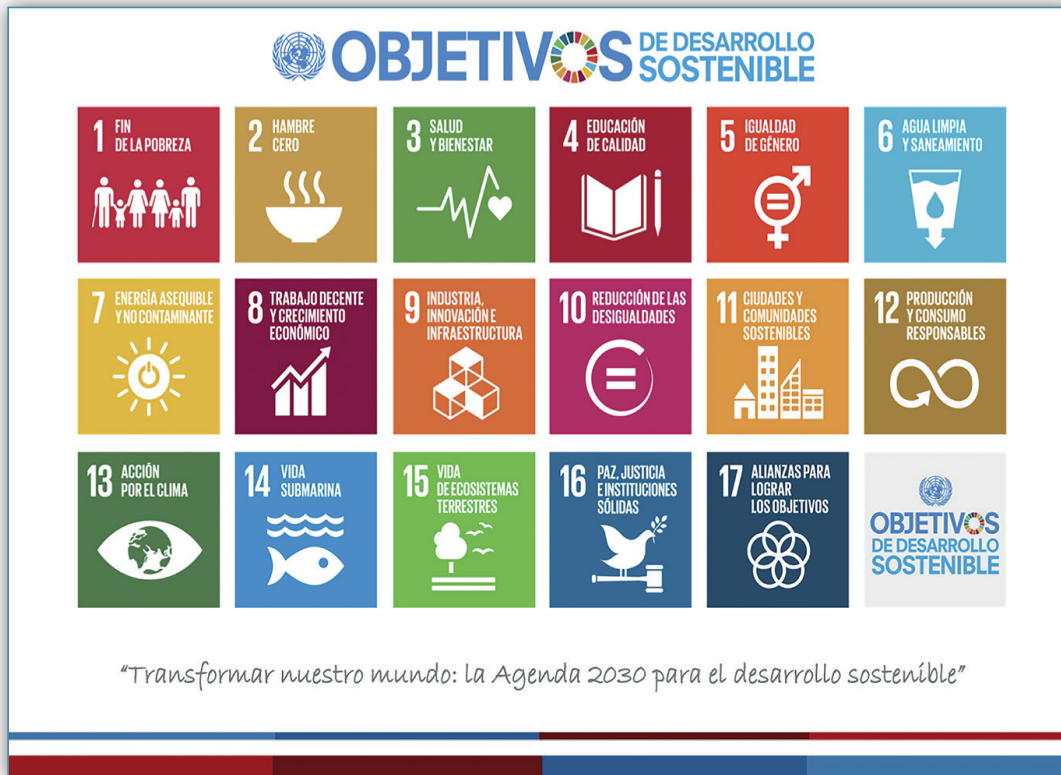 OBJETIVOS DE DESARROLLO SOSTENIBLE
1 FIN
DE LA POBREZA
2 HAMBRE
CERO
3 SALUD
Y BIENESTAR
4 EDUCACIÓN
DE CALIDAD
5 IGUALDAD
DE GÉNERO
6 AGUA LIMPIA
Y SANEAMIENTO
7 ENERGÍA ASEQUIBLE
Y NO CONTAMINANTE
8 TRABAJO DECENTE
Y CRECIMIENTO
ECONÓMICO
9 INDUSTRIA,
INNOVACIÓN E
INFRAESTRUCTURA
10 REDUCCIÓN DE LAS
DESIGUALDADES
11 CIUDADES Y
COMUNIDADES
SOSTENIBLES
12 PRODUCCIÓN
Y CONSUMO
RESPONSABLES
13 ACCIÓN
POR EL CLIMA
14 VIDA
SUBMARINA
15 VIDA
DE ECOSISTEMAS
TERRESTRES
16 PAZ, JUSTICIA
E INSTITUCIONES
SÓLIDAS
17 ALIANZAS PARA
LOGRAR
LOS OBJETIVOS
OBJETIVOS
DE DESARROLLO
SOSTENIBLE
“Transformar nuestro mundo: la Agenda 2030 para el desarrollo sostenible”